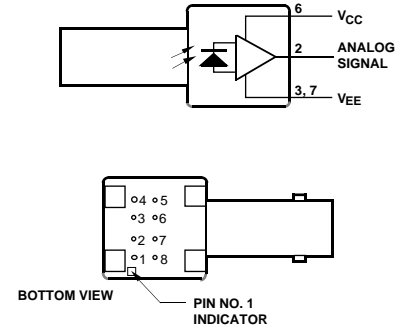 6
VCC
2
ANALOG
SIGNAL
3, 7
VEE
4 5
3 6
2 7
1 8
BOTTOM VIEW
PIN NO. 1
INDICATOR